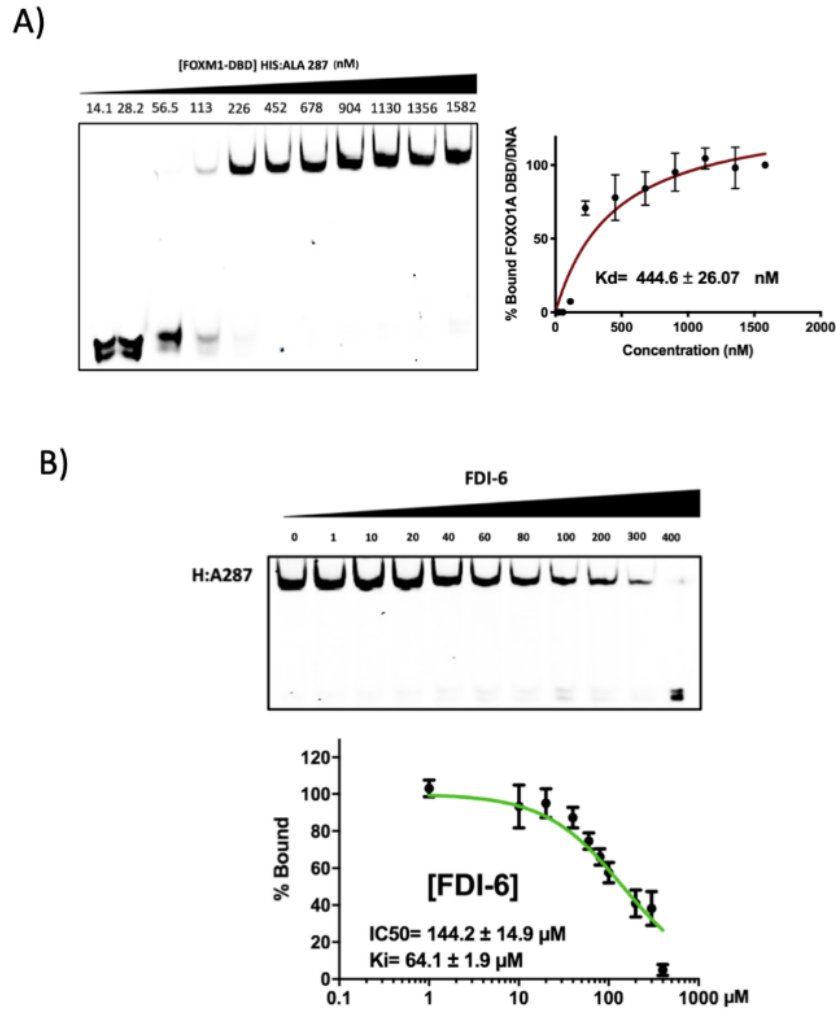 A)
[FOXM1-DBD] HIS:ALA 287 (nM)
14.1 28.2 56.5 113 226 452 678 904 1130 1356 1582
% Bound FOXO1A DBD/DNA
100
50
0
Kd= 444.6 ± 26.07 nM
0 500 1000 1500 2000
Concentration (nM)
B)
FDI-6
0 1 10 20 40 60 80 100 200 300 400
H:A287
% Bound
120
100
80
60
40
20
0
[FDI-6]
IC50= 144.2 ± 14.9 µM
Ki= 64.1 ± 1.9 µM
0.1 1 10 100 1000 µM